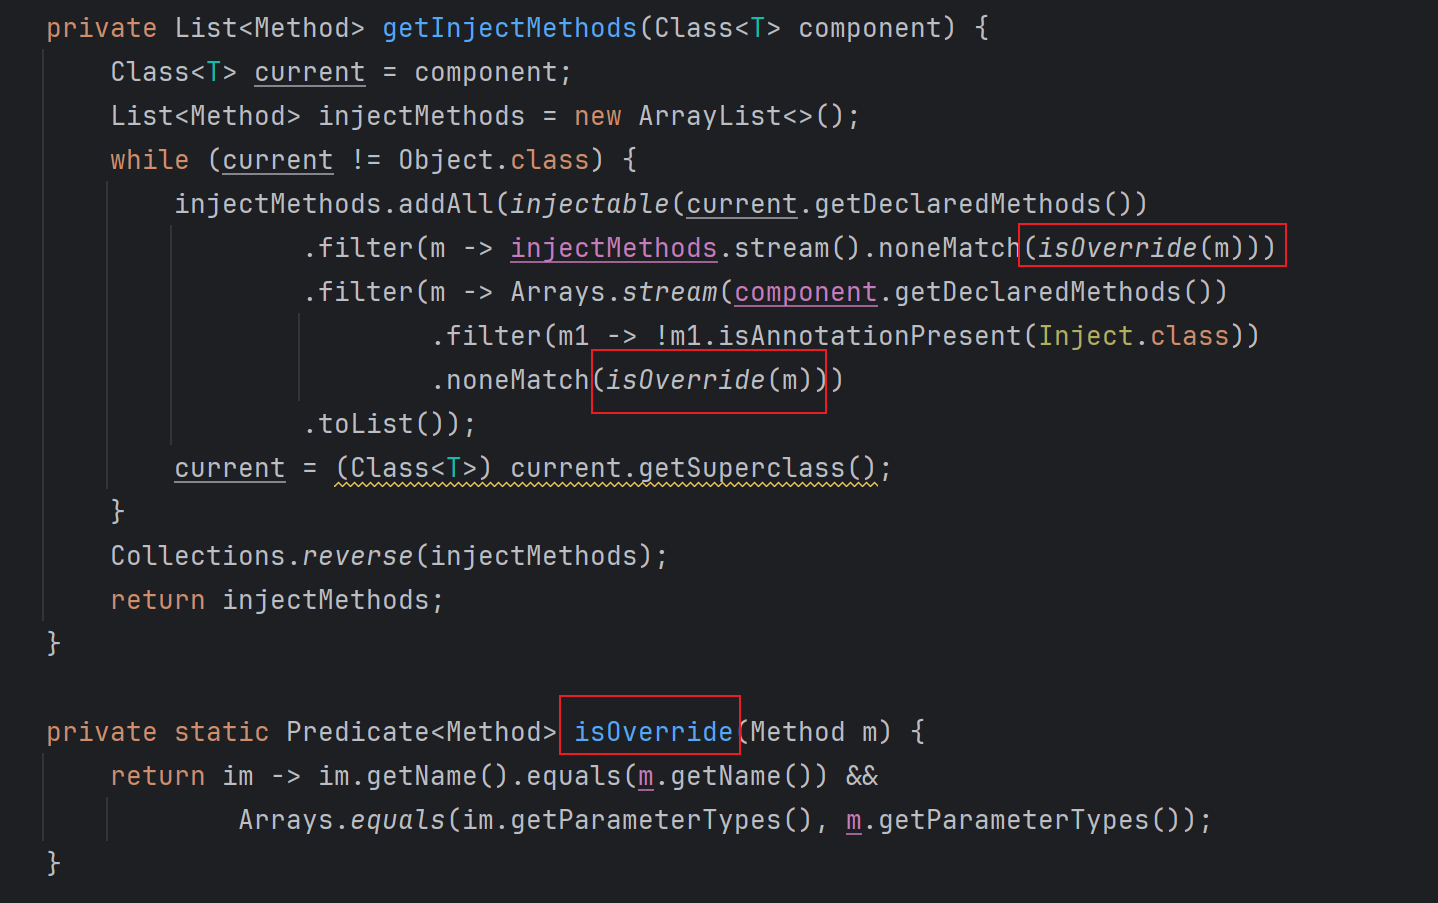 private List<Method> getInjectMethods(Class<T> component) {
Class<T> current = component;
List<Method> injectMethods = new ArrayList<>();
while (current != Object.class) {
injectMethods.addAll(injectable(current.getDeclaredMethods())
.filter(m -> injectMethods.stream().noneMatch(isOverride(m)))
.filter(m -> Arrays.stream(component.getDeclaredMethods())
.filter(m1 -> !m1.isAnnotationPresent(Inject.class))
.noneMatch(isOverride(m)))
.toList());
current = (Class<T>) current.getSuperclass();
}
Collections.reverse(injectMethods);
return injectMethods;
}
private static Predicate<Method> isOverride(Method m) {
return im -> im.getName().equals(m.getName()) &&
Arrays.equals(im.getParameterTypes(), m.getParameterTypes());
}